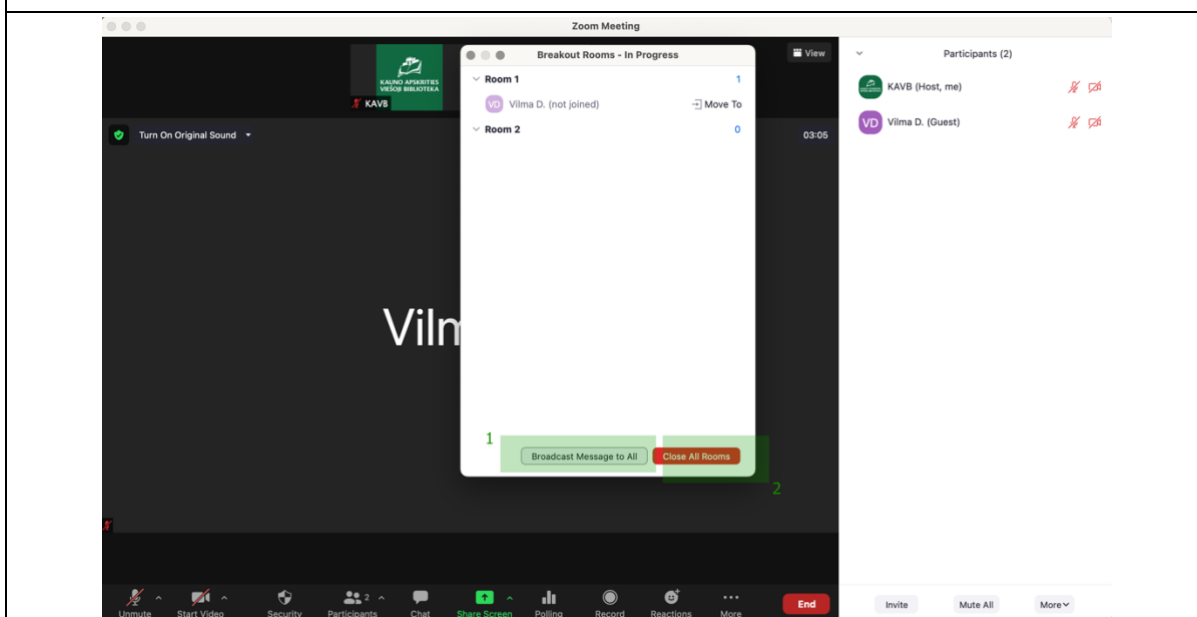 Zoom Meeting
KAUNO APSKRITIES
VIEŠOJI BIBLIOTEKA
KAVB
View
Turn On Original Sound
03:05
Breakout Rooms - In Progress
Room 1 1
VD Vilma D. (not joined) Move To
Room 2 0
Viln
1
Broadcast Message to All
Close All Rooms
2
Participants (2)
KAVB (Host, me)
VD Vilma D. (Guest)
Unmute
Start Video
Security
2
Participants
Chat
Share Screen
Polling
Record
Reactions
More
End
Invite
Mute All
More